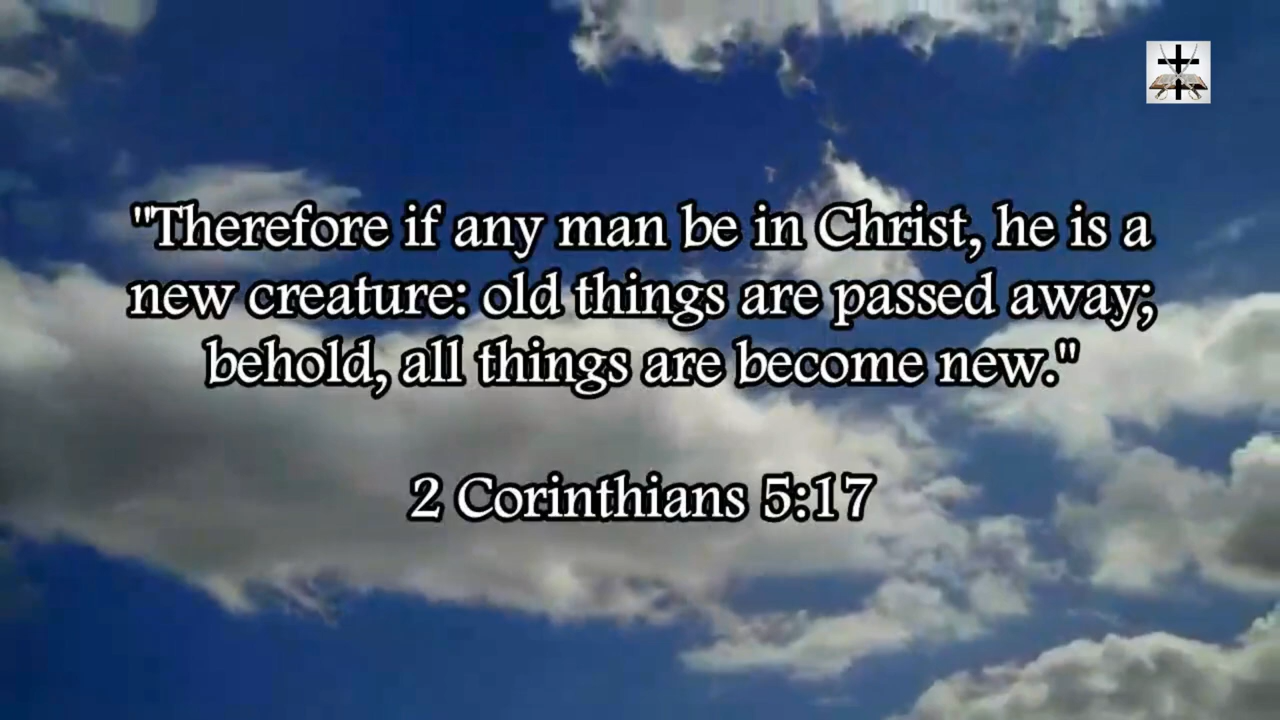 "Therefore if any man be in Christ, he is a
new creature: old things are passed away;
behold, all things are become new."
2 Corinthians 5:17